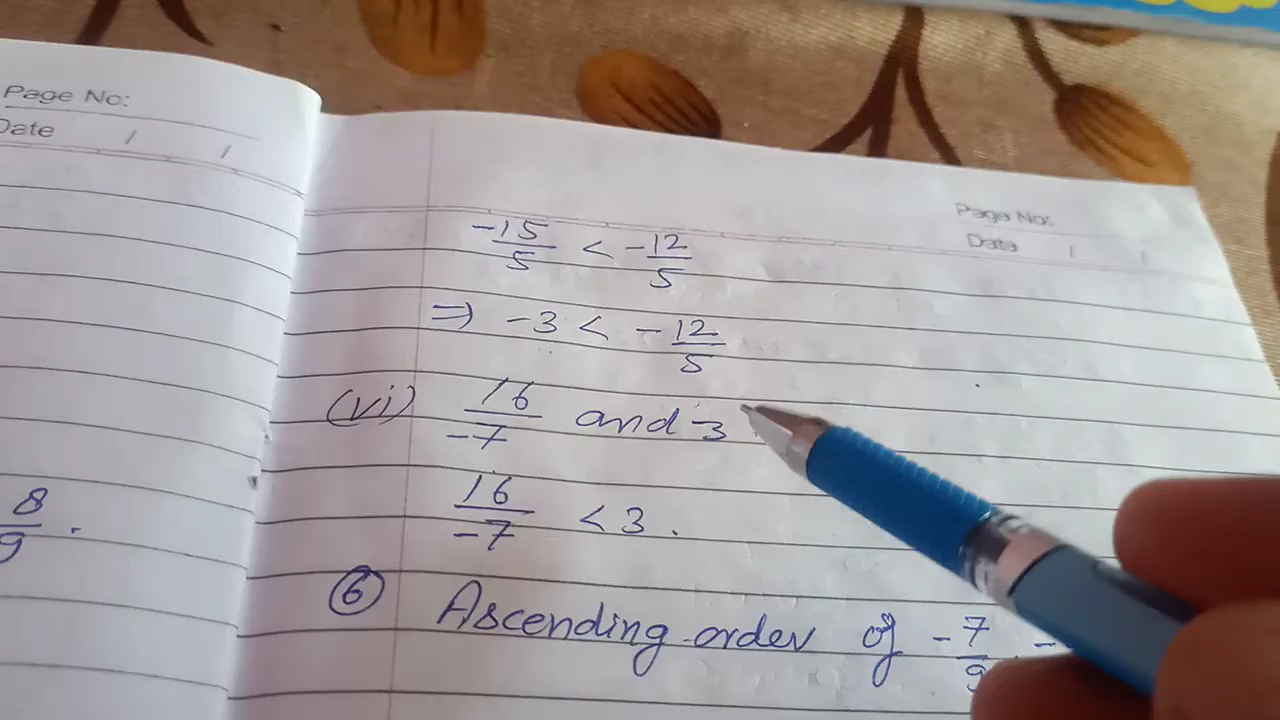 Page No:
Date / /
8/9 .
Page No:
Data / /
-15/5 < -12/5
⇒ -3 < -12/5
(vi) 16/-7 and -3
16/-7 < 3 .
⑥ Ascending order of -7/9 , -